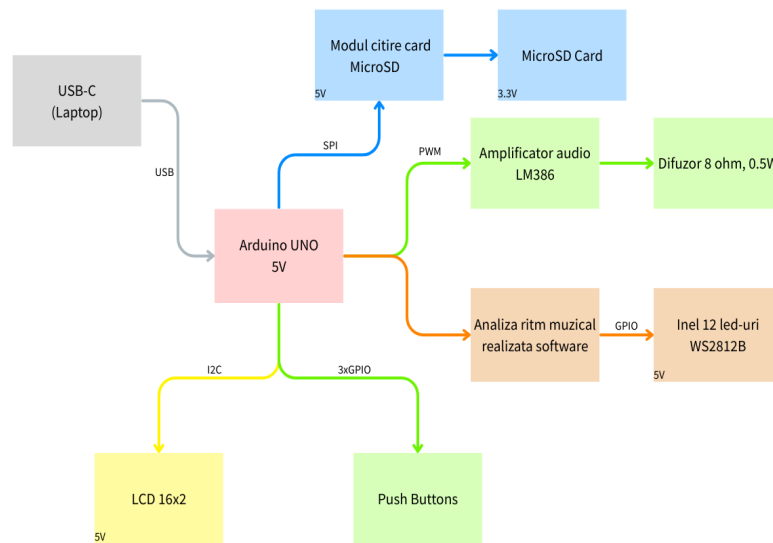 Modul citire card
MicroSD
5V
MicroSD Card
3.3V
USB-C
(Laptop)
USB
SPI
PWM
Amplificator audio
LM386
Difuzor 8 ohm, 0.5W
Arduino UNO
5V
Analiza ritm muzical
realizata software
GPIO
Inel 12 led-uri
WS2812B
5V
I2C
3xGPIO
LCD 16x2
5V
Push Buttons